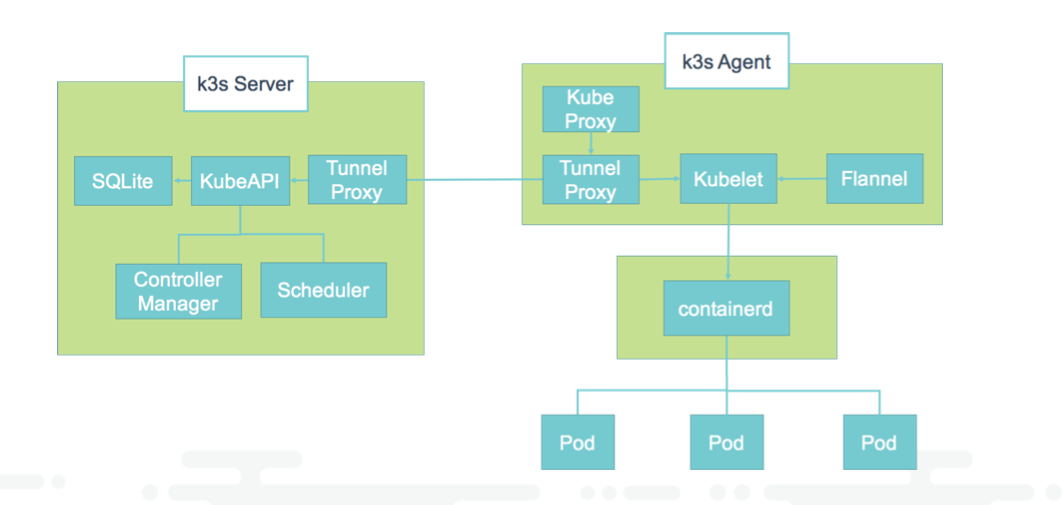 k3s Server
SQLite
KubeAPI
Tunnel
Proxy
Controller
Manager
Scheduler
k3s Agent
Kube
Proxy
Tunnel
Proxy
Kubelet
Flannel
containerd
Pod
Pod
Pod